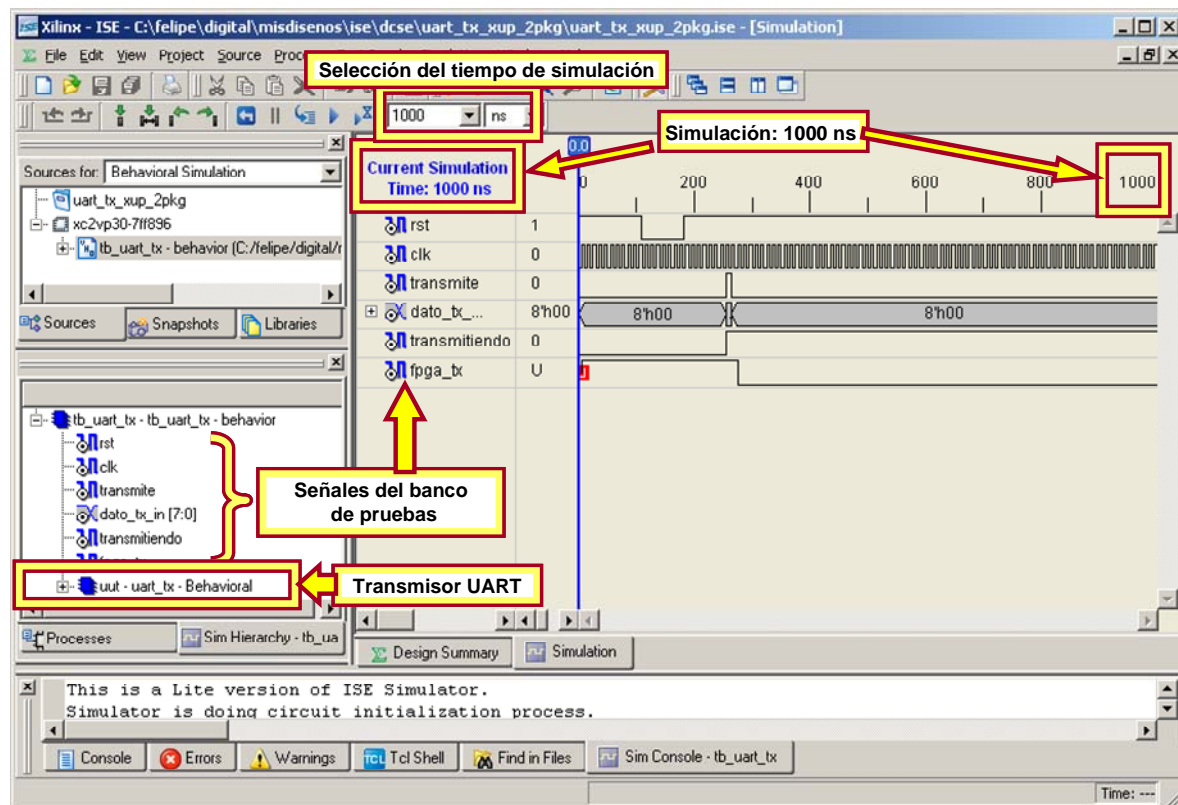 Xilinx - ISE - C:\felipe\digital\misdisenos\ise\dcse\uart_tx_xup_2pkg\uart_tx_xup_2pkg.ise - [Simulation]
File Edit View Project Source
Selección del tiempo de simulación
1000 ns
Simulación: 1000 ns
Sources for: Behavioral Simulation
uart_tx_xup_2pkg
xc2vp30-7ff896
tb_uart_tx - behavior (C:/felipe/digital/
Sources Snapshots Libraries
Current Simulation
Time: 1000 ns
0.0
0 200 400 600 800 1000
rst 1
clk 0
transmite 0
dato_tx_... 8'h00 8'h00 8'h00
transmitiendo 0
fpga_tx U
tb_uart_tx - tb_uart_tx - behavior
rst
clk
transmite
dato_tx_in [7:0]
transmitiendo
uut - uart_tx - Behavioral
Señales del banco
de pruebas
Transmisor UART
Processes Sim Hierarchy - tb_ua
Design Summary Simulation
This is a Lite version of ISE Simulator.
Simulator is doing circuit initialization process.
Console Errors Warnings TCL Tcl Shell Find in Files Sim Console - tb_uart_tx
Time: ---